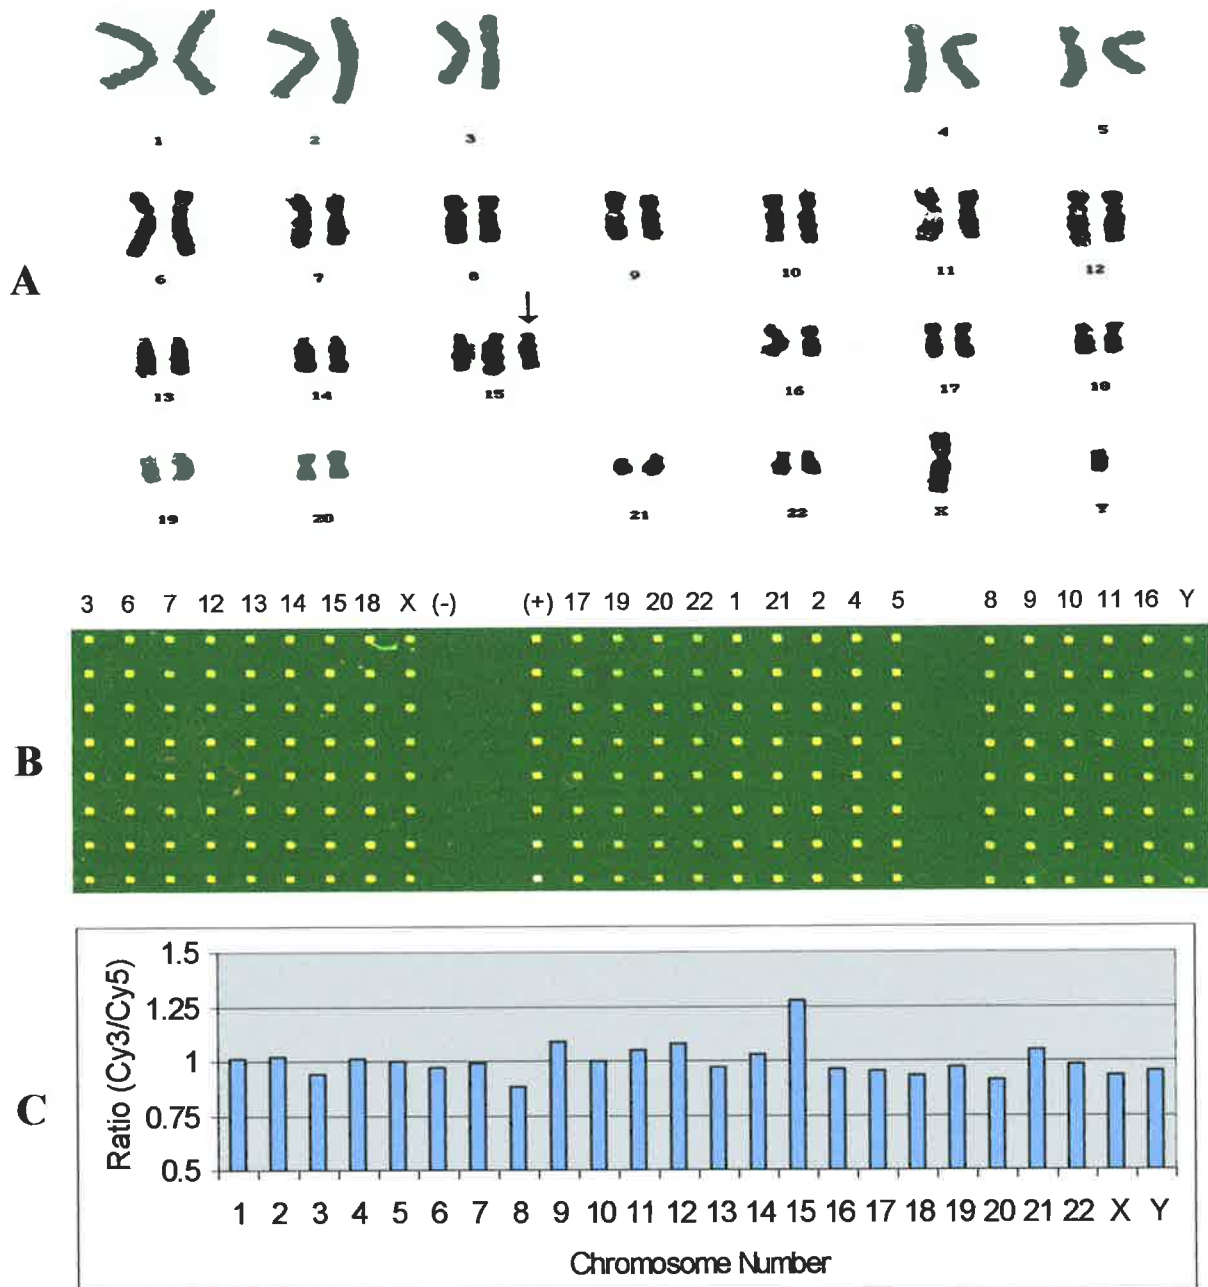 1 2 3 4 5
6 7 8 9 10 11 12
A
13 14 15 16 17 18
19 20 21 22 X Y
3 6 7 12 13 14 15 18 X (-) (+) 17 19 20 22 1 21 2 4 5 8 9 10 11 16 Y
B
1.5
1.25
1
0.75
0.5
Ratio (Cy3/Cy5)
C
1 2 3 4 5 6 7 8 9 10 11 12 13 14 15 16 17 18 19 20 21 22 X Y
Chromosome Number